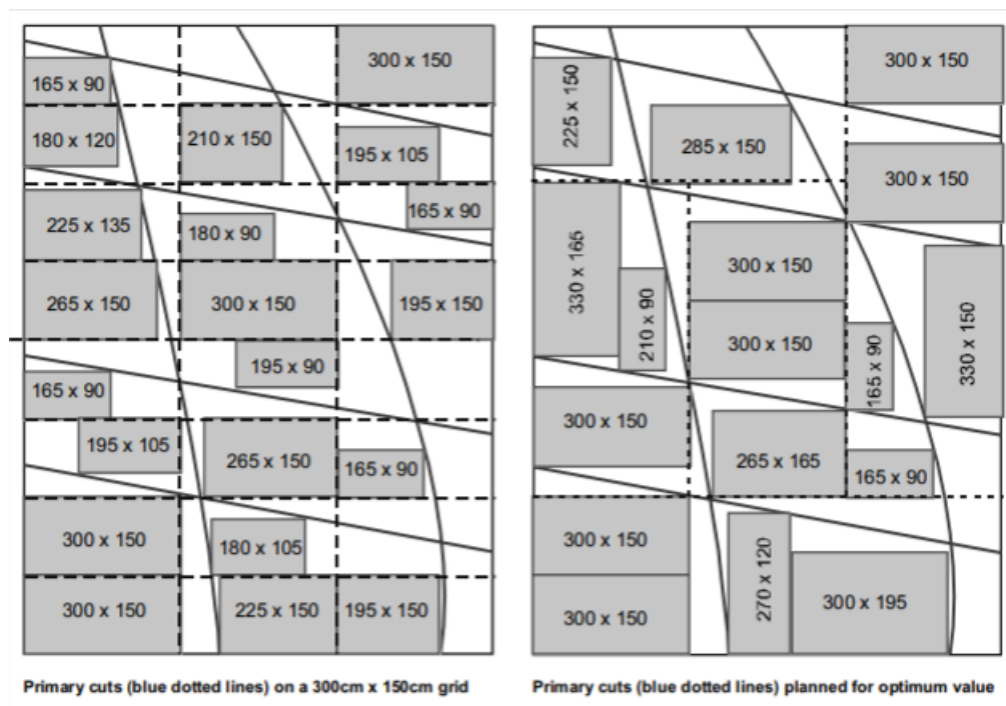 300 x 150
165 x 90
180 x 120
210 x 150
195 x 105
165 x 90
225 x 135
180 x 90
265 x 150
300 x 150
195 x 150
195 x 90
165 x 90
195 x 105
265 x 150
165 x 90
300 x 150
180 x 105
300 x 150
225 x 150
195 x 150
Primary cuts (blue dotted lines) on a 300cm x 150cm grid
300 x 150
225 x 150
285 x 150
300 x 150
330 x 165
210 x 90
300 x 150
300 x 150
165 x 90
330 x 150
300 x 150
265 x 165
165 x 90
300 x 150
270 x 120
300 x 195
300 x 150
Primary cuts (blue dotted lines) planned for optimum value